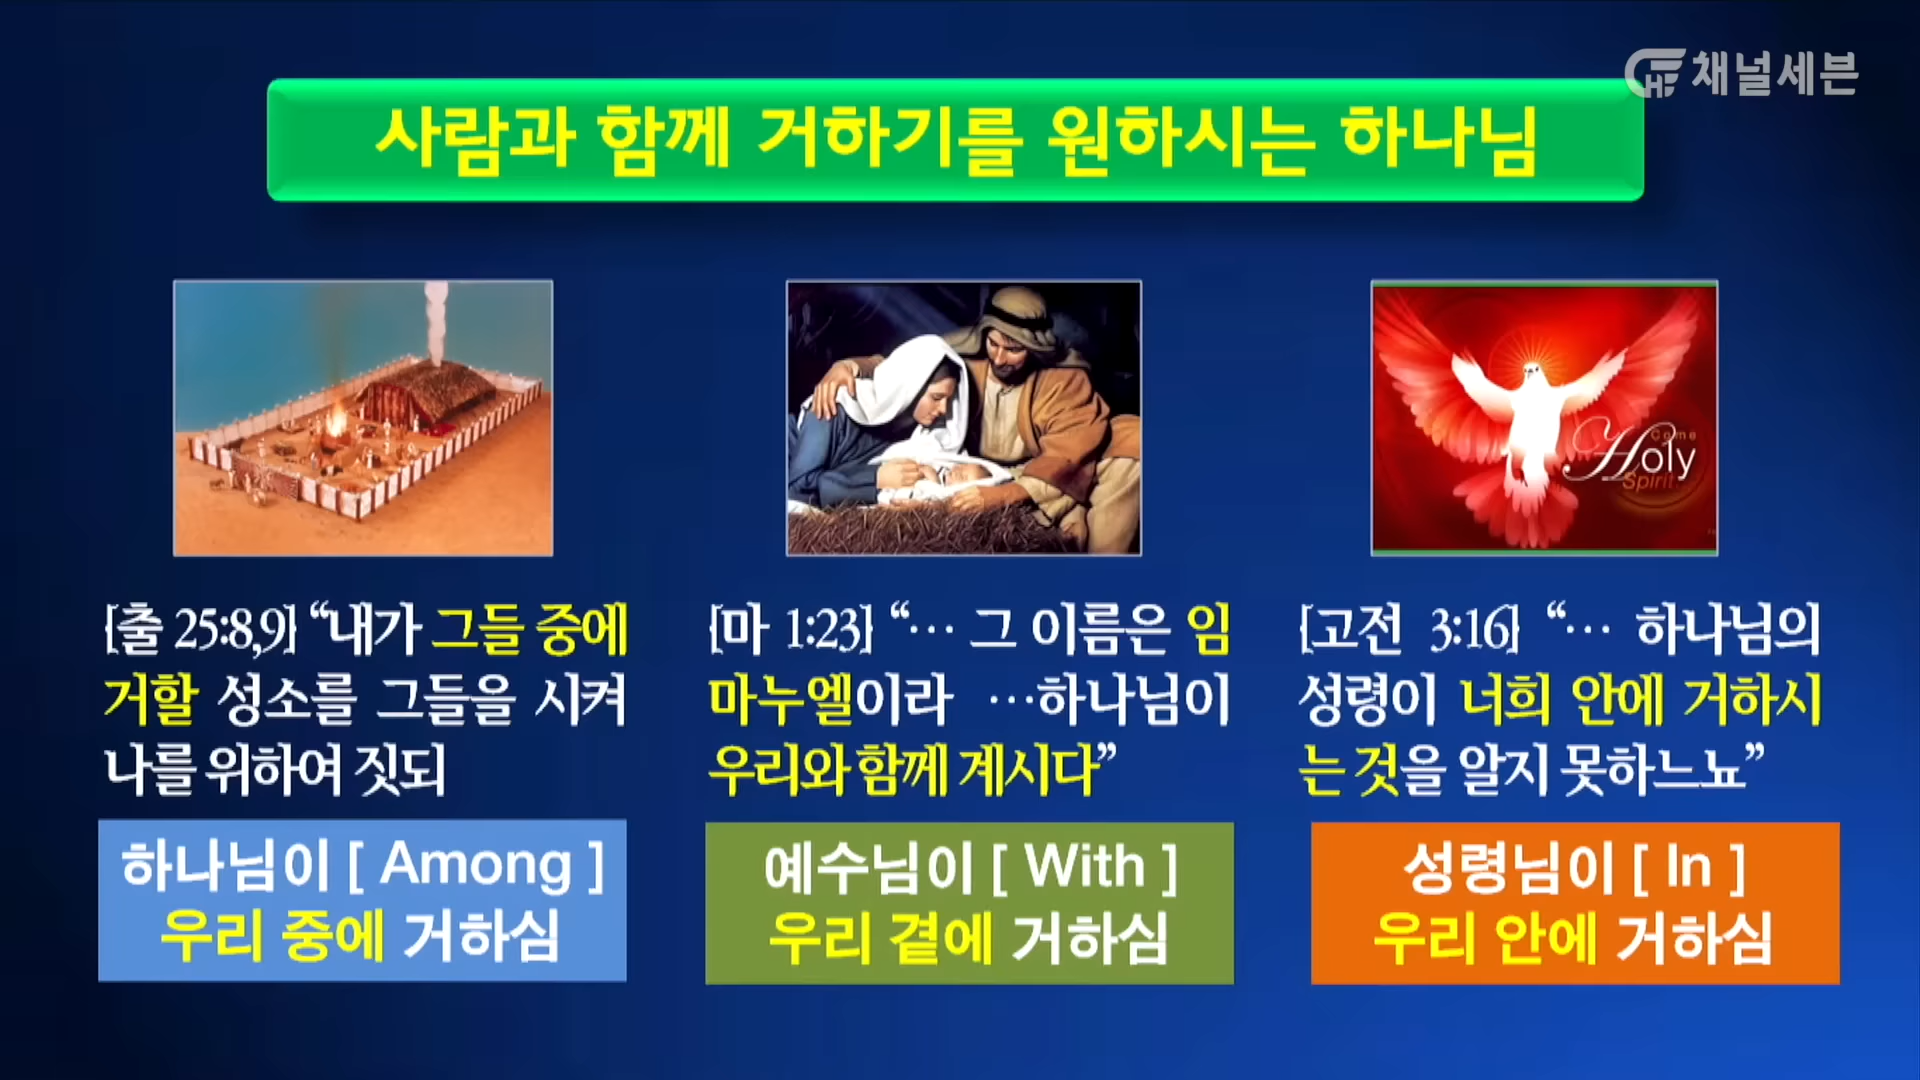 채널세븐
사람과 함께 거하기를 원하시는 하나님
Come
Holy
Spirit
[출 25:8,9] “내가 그들 중에
거할 성소를 그들을 시켜
나를 위하여 짓되
[마 1:23] “… 그 이름은 임
마누엘이라 …하나님이
우리와 함께 계시다”
[고전 3:16] “… 하나님의
성령이 너희 안에 거하시
는 것을 알지 못하느뇨”
하나님이 [ Among ]
우리 중에 거하심
예수님이 [ With ]
우리 곁에 거하심
성령님이 [ In ]
우리 안에 거하심